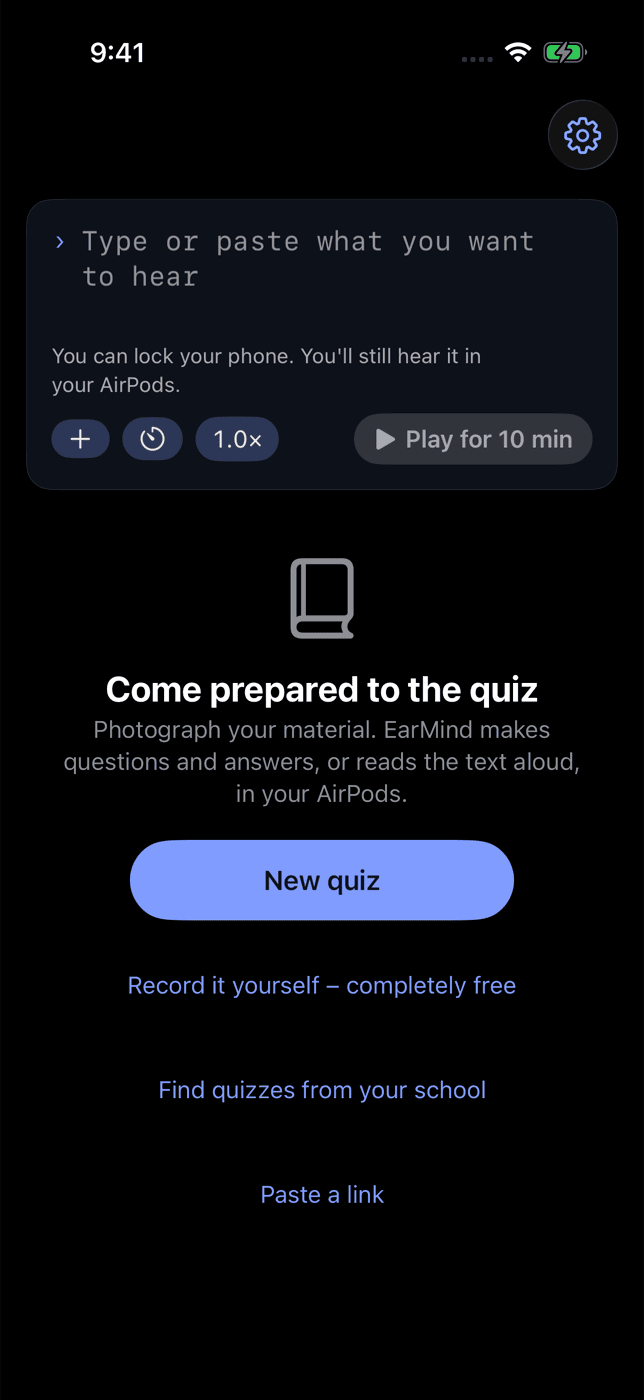 9:41
› Type or paste what you want
to hear
You can lock your phone. You'll still hear it in
your AirPods.
1.0×
Play for 10 min
Come prepared to the quiz
Photograph your material. EarMind makes
questions and answers, or reads the text aloud,
in your AirPods.
New quiz
Record it yourself – completely free
Find quizzes from your school
Paste a link